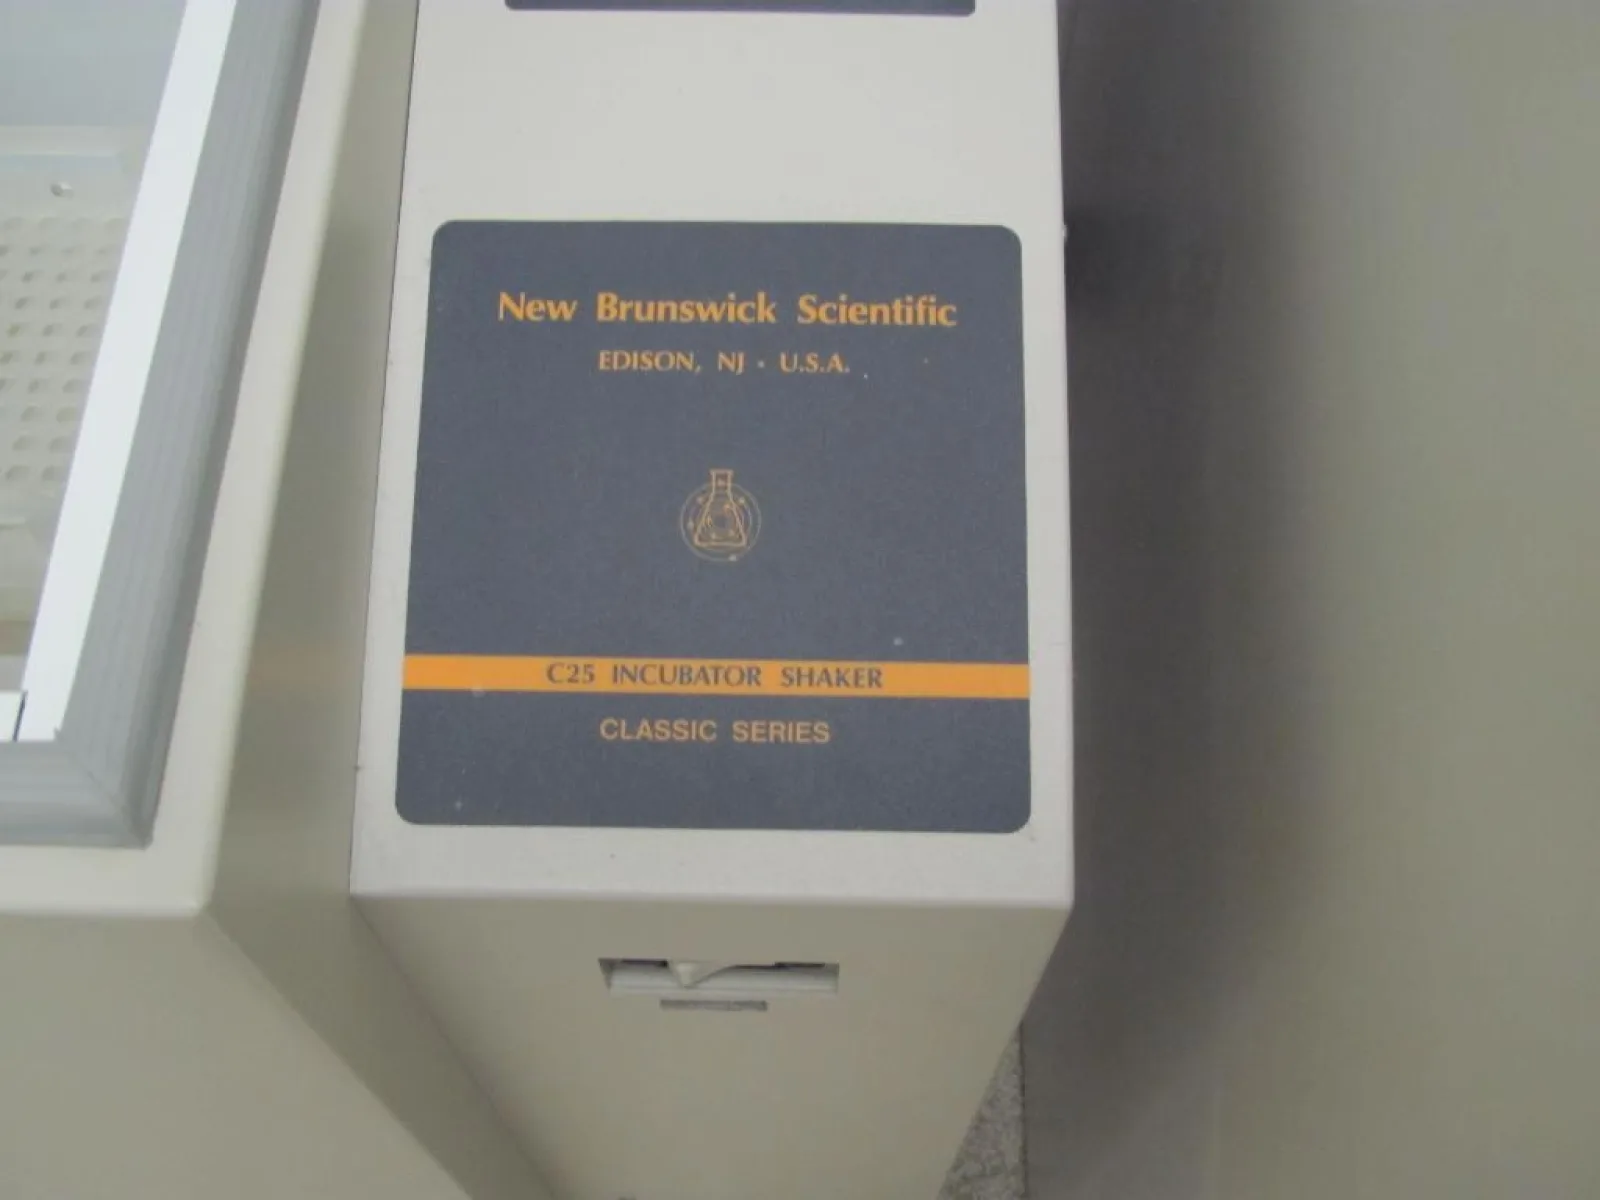 New Brunswick Scientific
EDISON, NJ · U.S.A.
C25 INCUBATOR SHAKER
CLASSIC SERIES